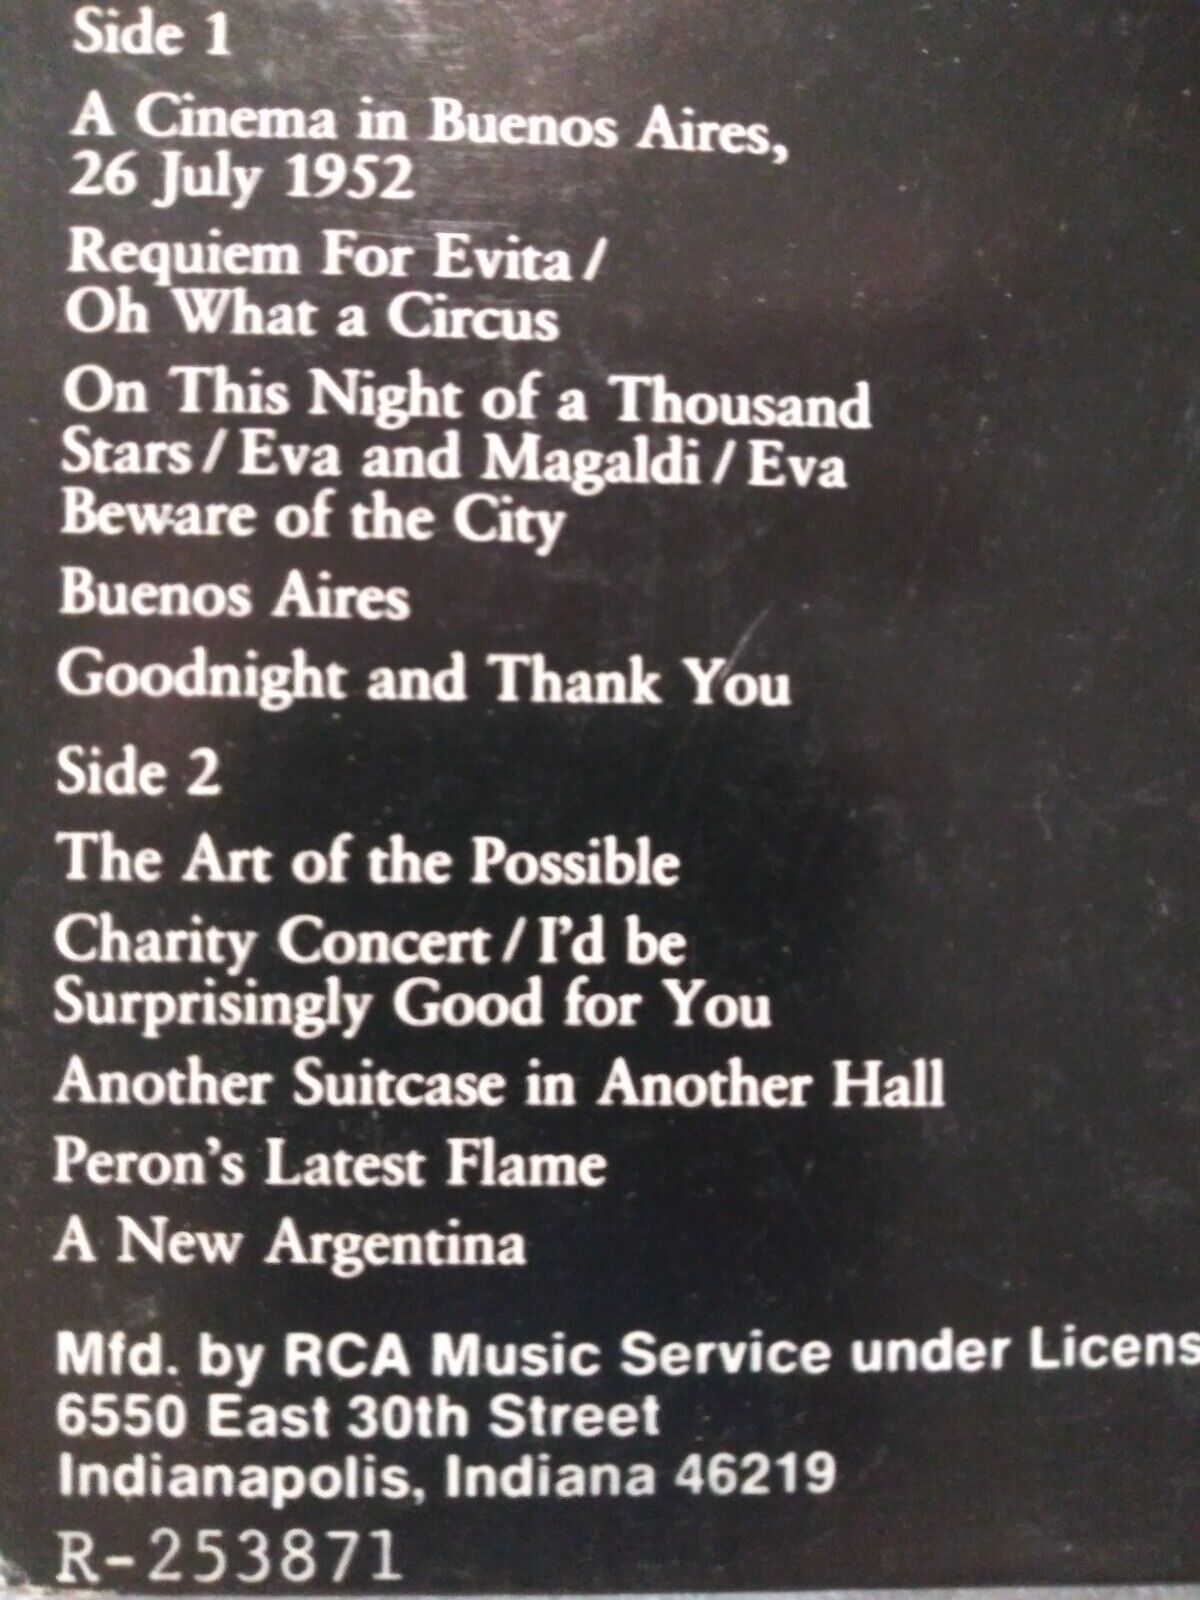 Side 1
A Cinema in Buenos Aires,
26 July 1952
Requiem For Evita /
Oh What a Circus
On This Night of a Thousand
Stars / Eva and Magaldi / Eva
Beware of the City
Buenos Aires
Goodnight and Thank You
Side 2
The Art of the Possible
Charity Concert / I'd be
Surprisingly Good for You
Another Suitcase in Another Hall
Peron's Latest Flame
A New Argentina
Mfd. by RCA Music Service under Licens
6550 East 30th Street
Indianapolis, Indiana 46219
R-253871